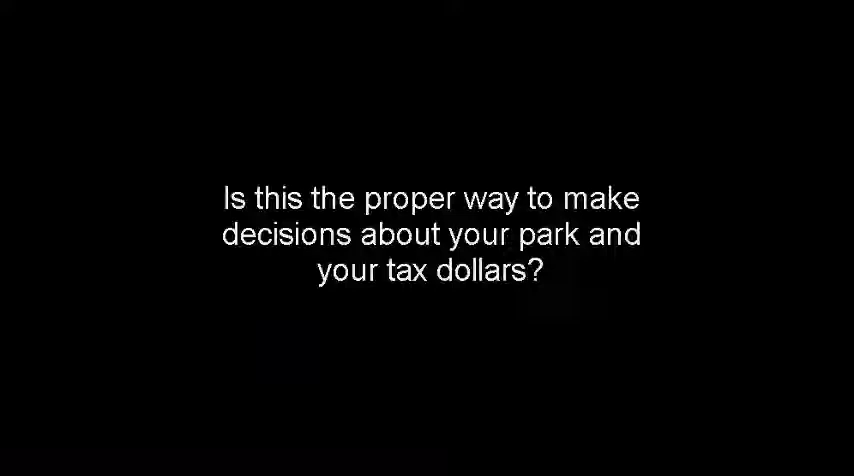 Is this the proper way to make
decisions about your park and
your tax dollars?